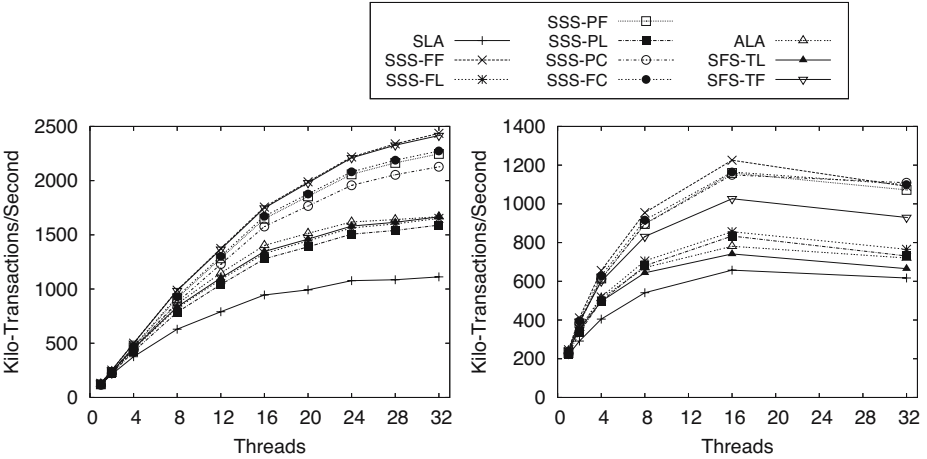 SLA
SSS-FF
SSS-FL
SSS-PF
SSS-PL
SSS-PC
SSS-FC
ALA
SFS-TL
SFS-TF
Kilo-Transactions/Second
2500
2000
1500
1000
500
0
0 4 8 12 16 20 24 28 32
Threads
Kilo-Transactions/Second
1400
1200
1000
800
600
400
200
0
0 4 8 12 16 20 24 28 32
Threads